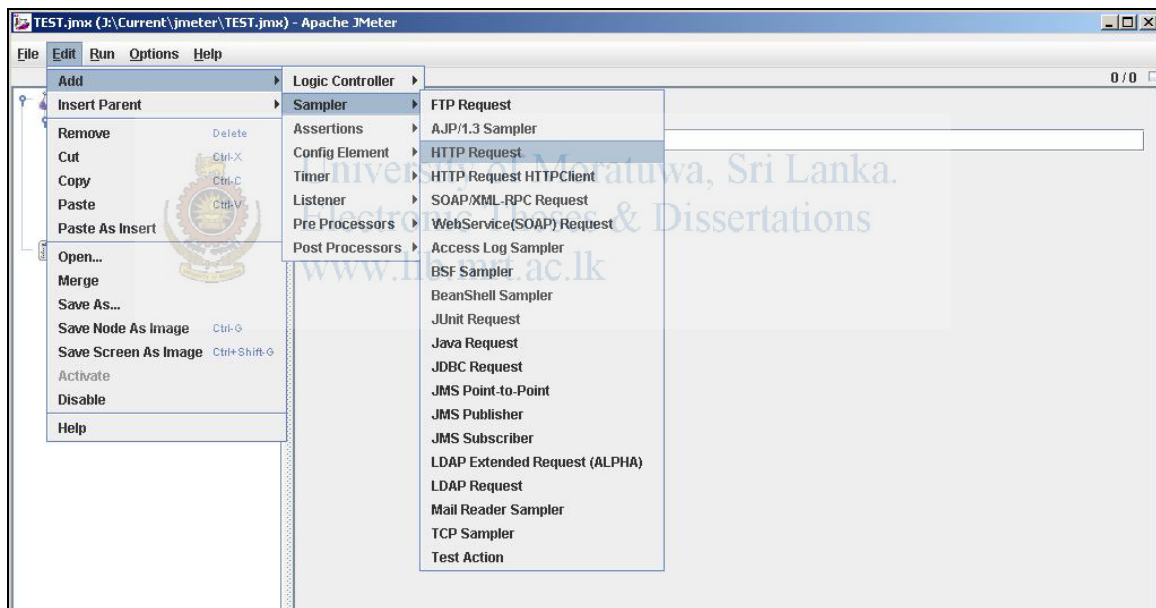 TEST.jmx (J:\Current\jmeter\TEST.jmx) - Apache JMeter
File Edit Run Options Help
0 / 0
Add
Insert Parent
Remove Delete
Cut Ctrl-X
Copy Ctrl-C
Paste Ctrl-V
Paste As Insert
Open...
Merge
Save As...
Save Node As Image Ctrl-G
Save Screen As Image Ctrl+Shift-G
Activate
Disable
Help
Logic Controller
Sampler
Assertions
Config Element
Timer
Listener
Pre Processors
Post Processors
FTP Request
AJP/1.3 Sampler
HTTP Request
HTTP Request HTTPClient
SOAP/XML-RPC Request
WebService(SOAP) Request
Access Log Sampler
BSF Sampler
BeanShell Sampler
JUnit Request
Java Request
JDBC Request
JMS Point-to-Point
JMS Publisher
JMS Subscriber
LDAP Extended Request (ALPHA)
LDAP Request
Mail Reader Sampler
TCP Sampler
Test Action
University of Moratuwa, Sri Lanka.
Electronic Theses & Dissertations
www.lib.mrt.ac.lk